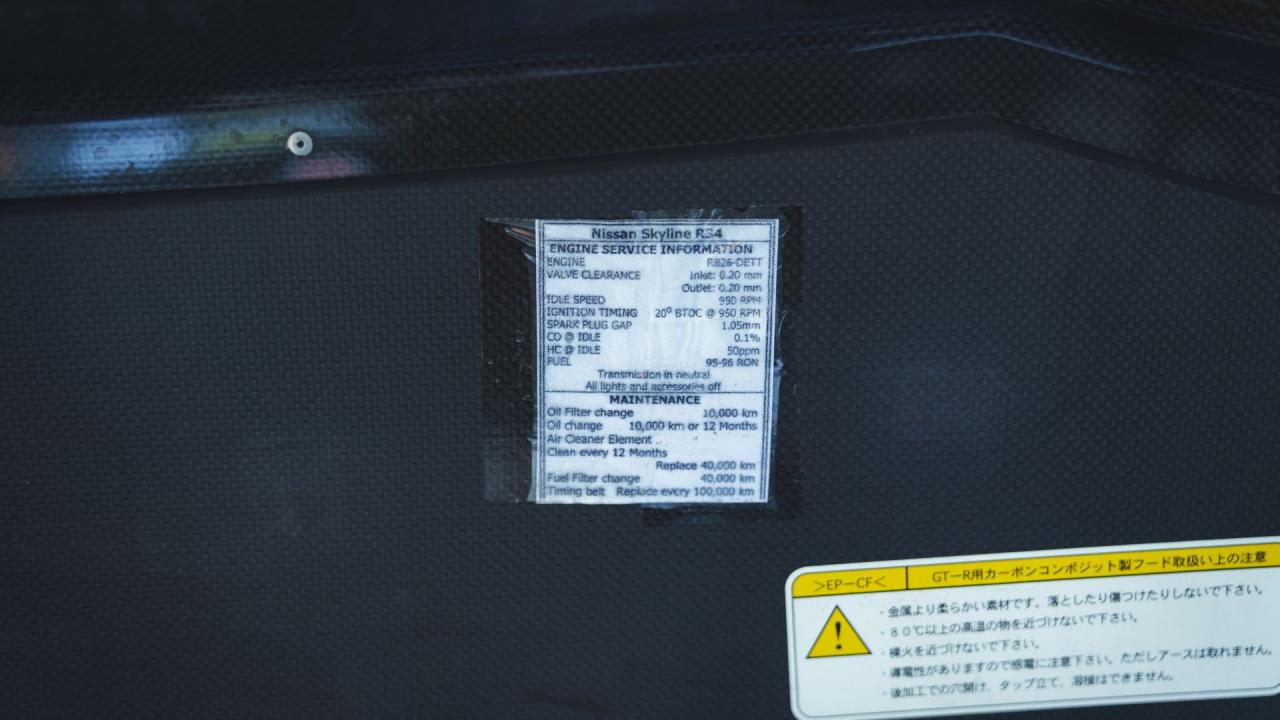 Nissan Skyline R34
ENGINE SERVICE INFORMATION
ENGINE RB26-DETT
VALVE CLEARANCE Inlet: 0.20 mm
Outlet: 0.20 mm
IDLE SPEED 950 RPM
IGNITION TIMING 20⁰ BTDC @ 950 RPM
SPARK PLUG GAP 1.05mm
CO @ IDLE 0.1%
HC @ IDLE 50ppm
FUEL 95-96 RON
Transmission in neutral
All lights and accessories off
MAINTENANCE
Oil Filter change 10,000 km
Oil change 10,000 km or 12 Months
Air Cleaner Element
Clean every 12 Months
Replace 40,000 km
Fuel Filter change 40,000 km
Timing belt Replace every 100,000 km
>EP-CF< GT-R用カーボンコンポジット製フード取扱い上の注意
・金属より柔らかい素材です。落としたり傷つけたりしないで下さい。
・80℃以上の高温の物を近づけないで下さい。
・裸火を近づけないで下さい。
・導電性がありますので感電に注意下さい。ただしアースは取れません。
・後加工での穴開け、タップ立て、溶接はできません。